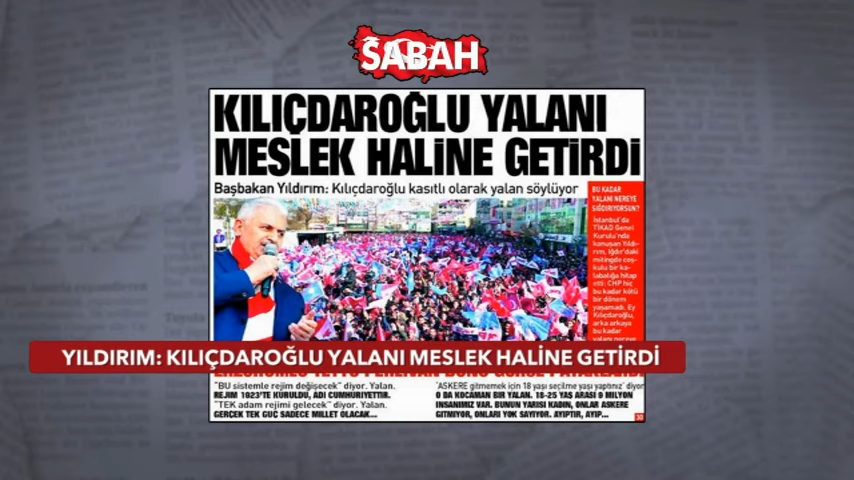 SABAH
KILIÇDAROĞLU YALANI
MESLEK HALİNE GETİRDİ
Başbakan Yıldırım: Kılıçdaroğlu kasıtlı olarak yalan söylüyor
BU KADAR
YALANI NEREYE
SIĞDIRIYORSUN?
İstanbul'da
TİKAD Genel
Kurulu'nda
konuşan Yıldı-
rım, Iğdır'daki
mitingde coş-
kulu bir ka-
labalığa hitap
etti: CHP hiç
bu kadar kötü
bir dönem
yaşamadı. Ey
Kılıçdaroğlu,
arka arkaya
bu kadar
yalanı nereye
YILDIRIM: KILIÇDAROĞLU YALANI MESLEK HALİNE GETİRDİ
"BU sistemle rejim değişecek" diyor. Yalan.
REJIM 1923'TE KURULDU, ADI CUMHURİYETTİR.
"TEK adam rejimi gelecek" diyor. Yalan.
GERÇEK TEK GÜÇ SADECE MİLLET OLACAK...
'ASKERE gitmemek için 18 yaşı seçilme yeşı yaptınız' diyor
O DA KOCAMAN BİR YALAN. 18-25 YAŞ ARASI 9 MİLYON
İNSANIMIZ VAR. BUNUN YARISI KADIN, ONLAR ASKERE
GİTMİYOR, ONLARI YOK SAYIYOR. AYIPTIR, AYIP...
30